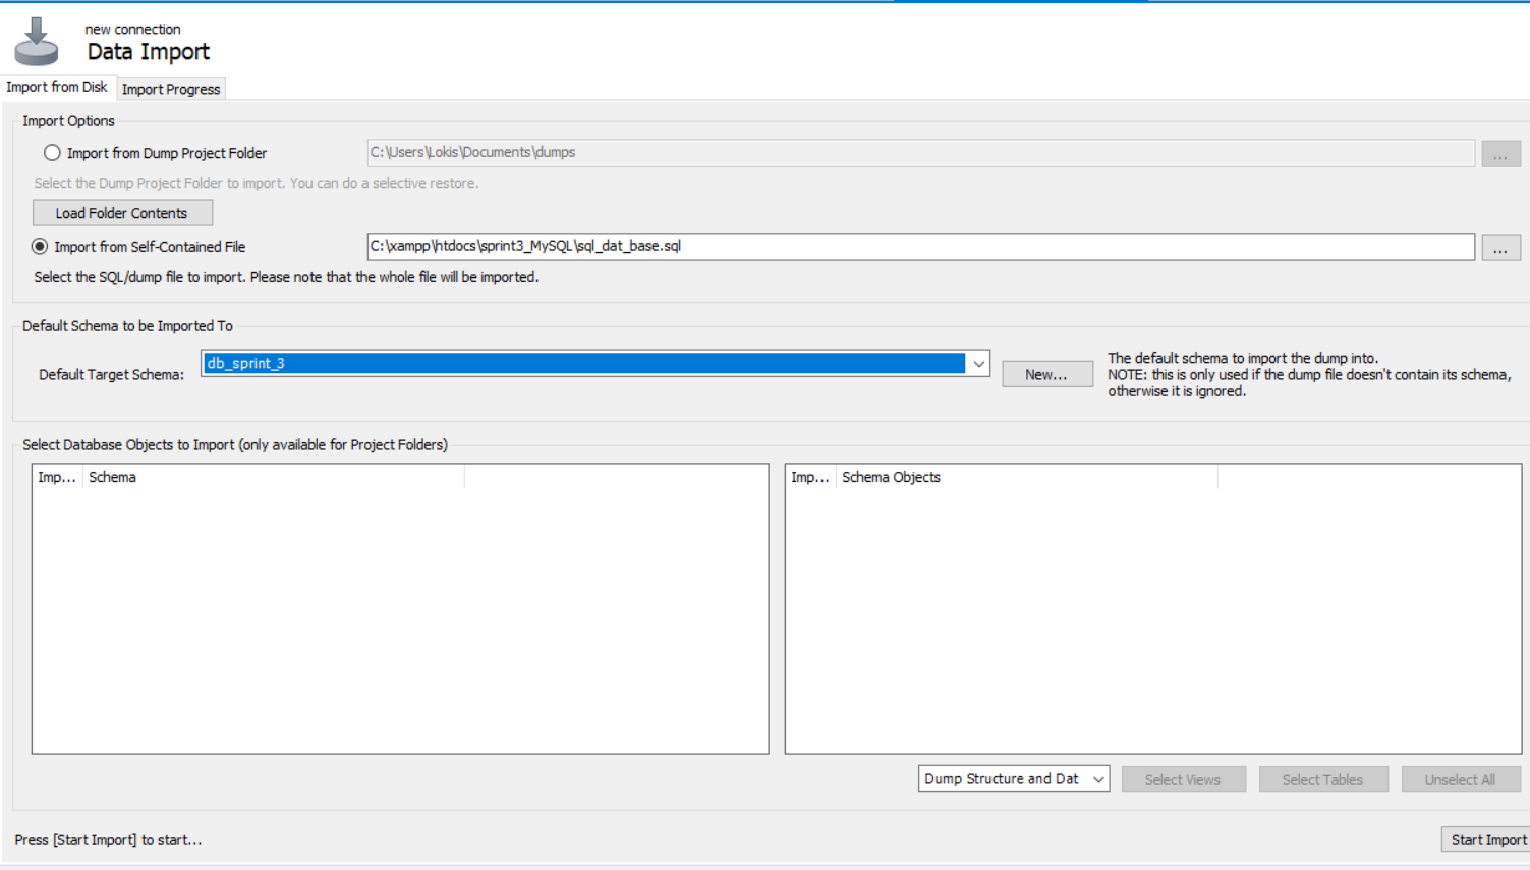 new connection
Data Import
Import from Disk
Import Progress
Import Options
Import from Dump Project Folder
C:\Users\Lokis\Documents\dumps
...
Select the Dump Project Folder to import. You can do a selective restore.
Load Folder Contents
Import from Self-Contained File
C:\xampp\htdocs\sprint3_MySQL\sql_dat_base.sql
...
Select the SQL/dump file to import. Please note that the whole file will be imported.
Default Schema to be Imported To
Default Target Schema:
db_sprint_3
New...
The default schema to import the dump into.
NOTE: this is only used if the dump file doesn't contain its schema,
otherwise it is ignored.
Select Database Objects to Import (only available for Project Folders)
Imp... Schema
Imp... Schema Objects
Dump Structure and Dat
Select Views
Select Tables
Unselect All
Press [Start Import] to start...
Start Import